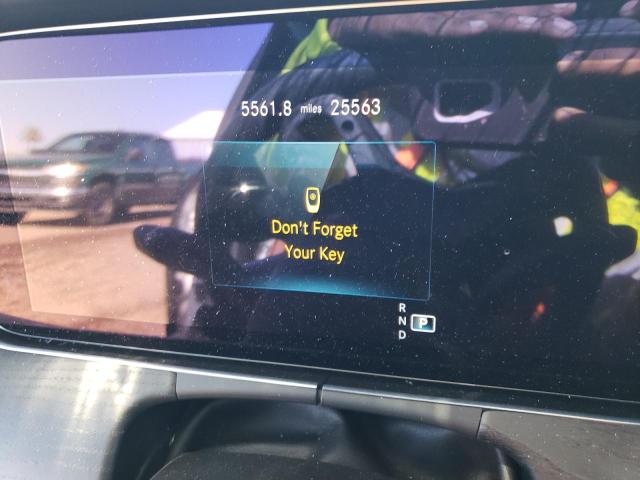 5561.8 miles 25563
Don't Forget
Your Key
R
N P
D